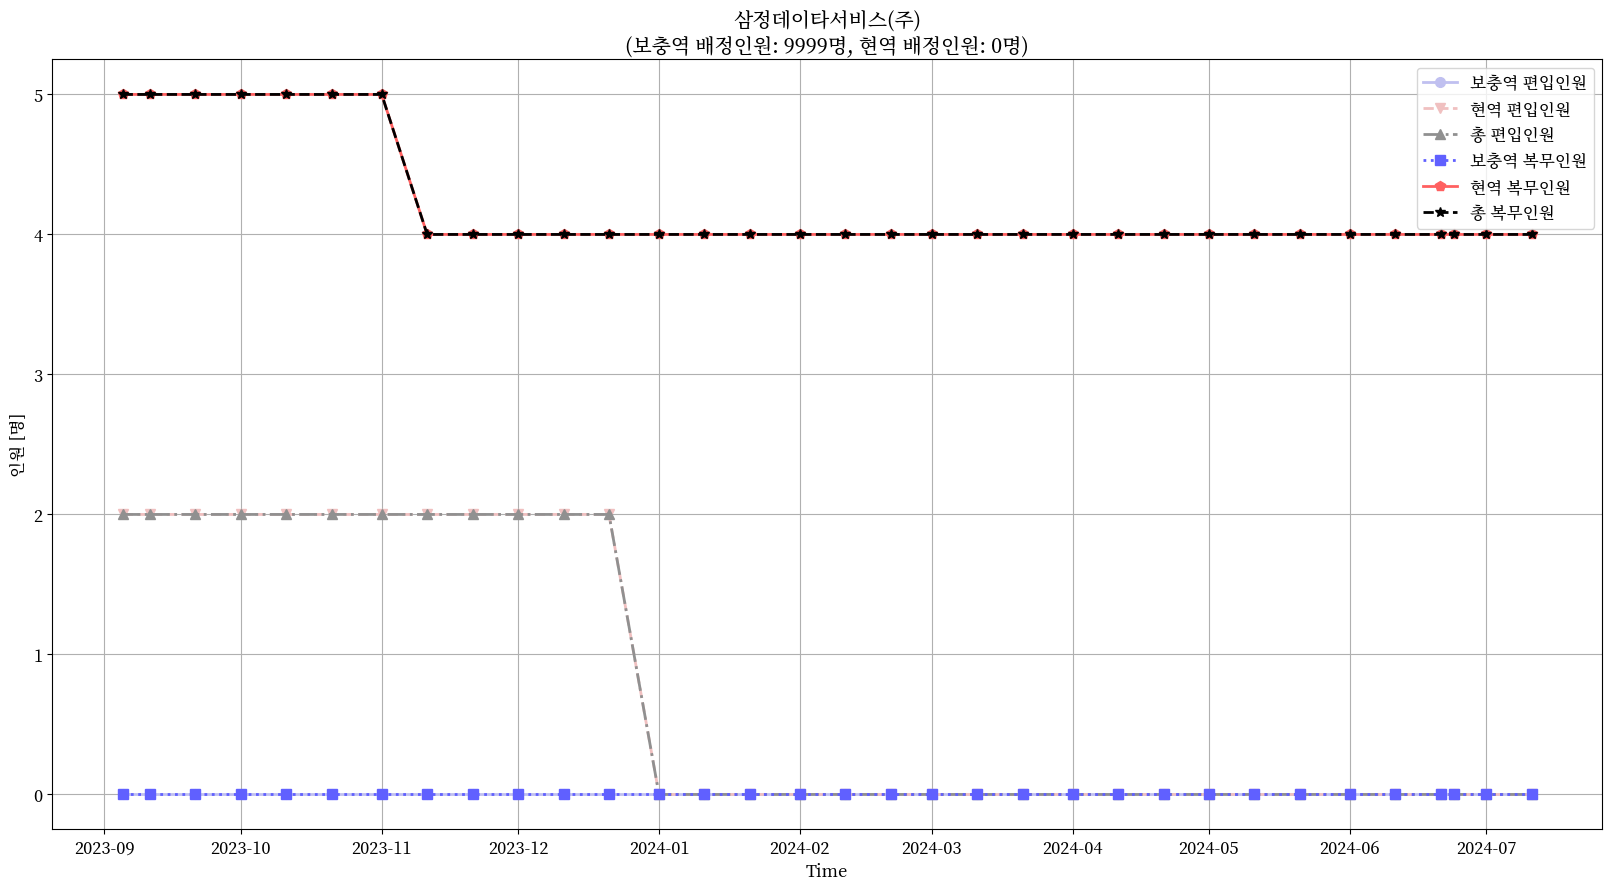 삼정데이타서비스(주)
(보충역 배정인원: 9999명, 현역 배정인원: 0명)
보충역 편입인원
현역 편입인원
총 편입인원
보충역 복무인원
현역 복무인원
총 복무인원
인원 [명]
5
4
3
2
1
0
2023-09 2023-10 2023-11 2023-12 2024-01 2024-02 2024-03 2024-04 2024-05 2024-06 2024-07
Time